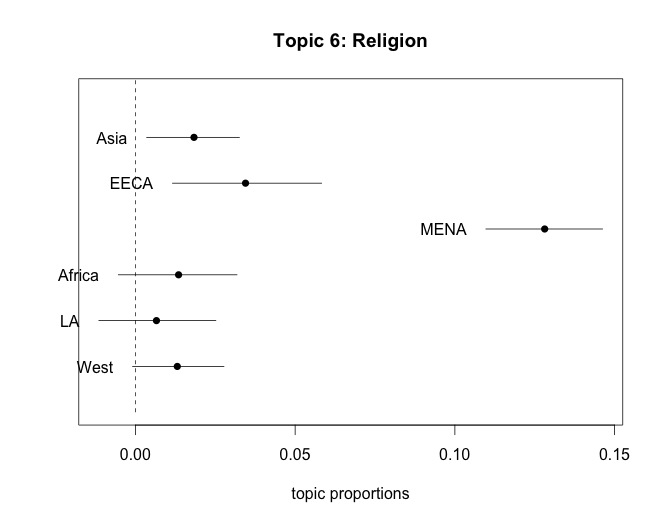 Topic 6: Religion
Asia
EECA
MENA
Africa
LA
West
0.00 0.05 0.10 0.15
topic proportions